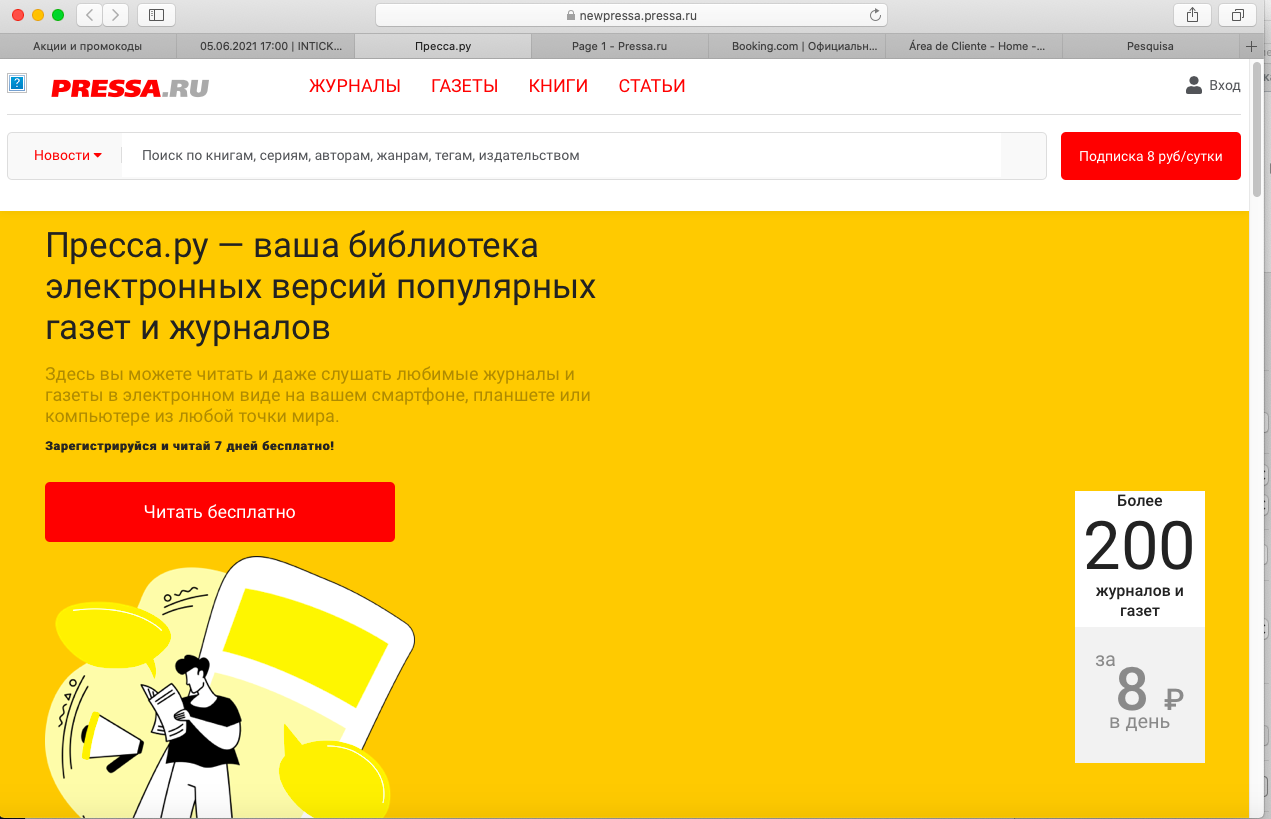 newpressa.pressa.ru
Акции и промокоды
05.06.2021 17:00 | INTICK...
Пресса.ру
Page 1 - Pressa.ru
Booking.com | Официальн...
Área de Cliente - Home -...
Pesquisa
PRESSA.RU
ЖУРНАЛЫ
ГАЗЕТЫ
КНИГИ
СТАТЬИ
Вход
Новости
Поиск по книгам, сериям, авторам, жанрам, тегам, издательством
Подписка 8 руб/сутки
Пресса.ру — ваша библиотека
электронных версий популярных
газет и журналов
Здесь вы можете читать и даже слушать любимые журналы и
газеты в электронном виде на вашем смартфоне, планшете или
компьютере из любой точки мира.
Зарегистрируйся и читай 7 дней бесплатно!
Читать бесплатно
Более
200
журналов и
газет
за
8 ₽
в день